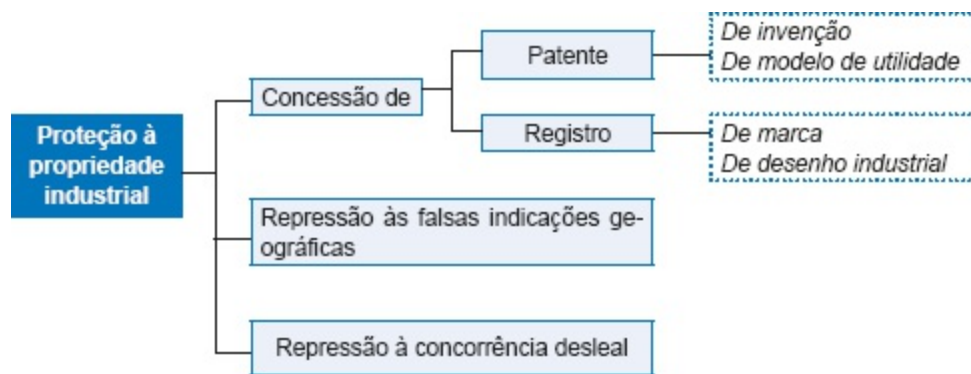 Proteção à
propriedade
industrial
Concessão de
Patente
De invenção
De modelo de utilidade
Registro
De marca
De desenho industrial
Repressão às falsas indicações ge-
ográficas
Repressão à concorrência desleal